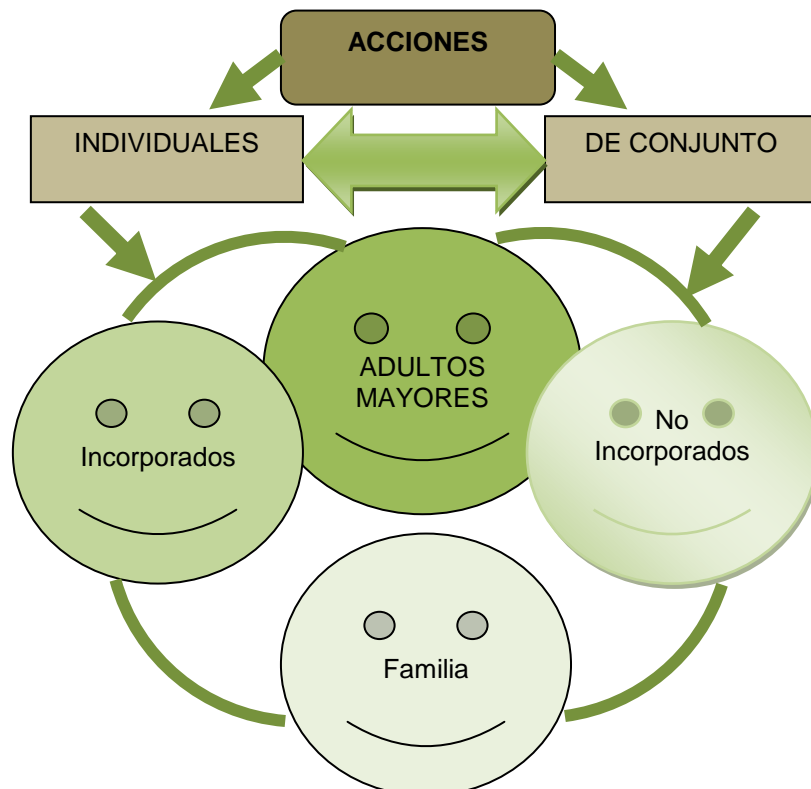 ACCIONES
INDIVIDUALES
DE CONJUNTO
ADULTOS
MAYORES
Incorporados
No
Incorporados
Familia